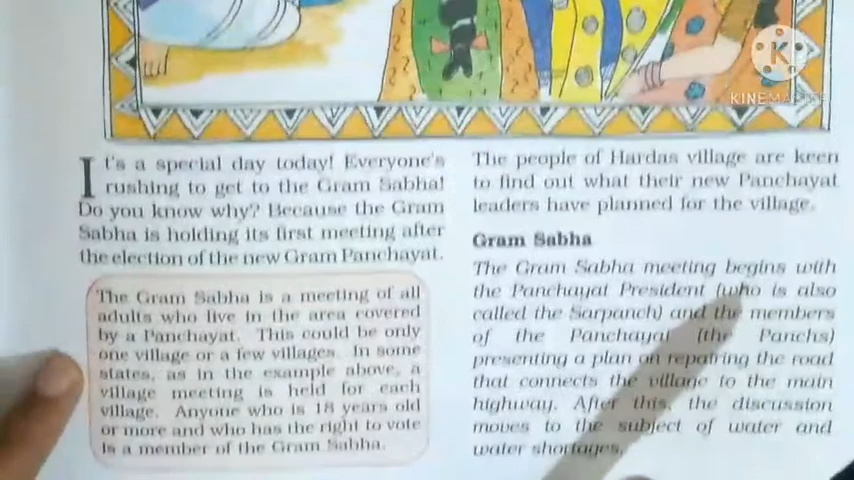 It's a special day today! Everyone's
rushing to get to the Gram Sabha!
Do you know why? Because the Gram
Sabha is holding its first meeting after
the election of the new Gram Panchayat.
The Gram Sabha is a meeting of all
adults who live in the area covered
by a Panchayat. This could be only
one village or a few villages. In some
states, as in the example above, a
village meeting is held for each
village. Anyone who is 18 years old
or more and who has the right to vote
is a member of the Gram Sabha.
The people of Hardas village are keen
to find out what their new Panchayat
leaders have planned for the village.
Gram Sabha
The Gram Sabha meeting begins with
the Panchayat President (who is also
called the Sarpanch) and the members
of the Panchayat (the Panchs)
presenting a plan on repairing the road
that connects the village to the main
highway. After this, the discussion
moves to the subject of water and
water shortages.
K
KINEMASTER